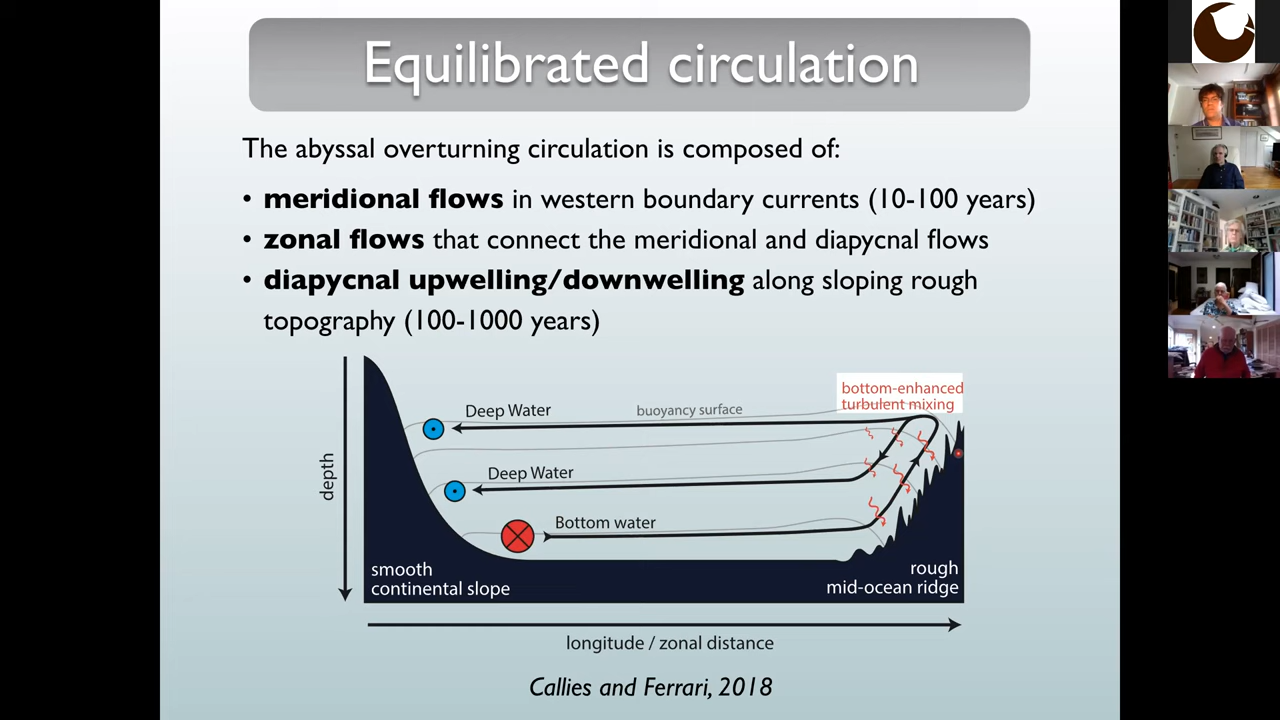 Equilibrated circulation
The abyssal overturning circulation is composed of:
• meridional flows in western boundary currents (10-100 years)
• zonal flows that connect the meridional and diapycnal flows
• diapycnal upwelling/downwelling along sloping rough
topography (100-1000 years)
bottom-enhanced
turbulent mixing
Deep Water
buoyancy surface
depth
Deep Water
Bottom water
smooth
continental slope
rough
mid-ocean ridge
longitude / zonal distance
Callies and Ferrari, 2018